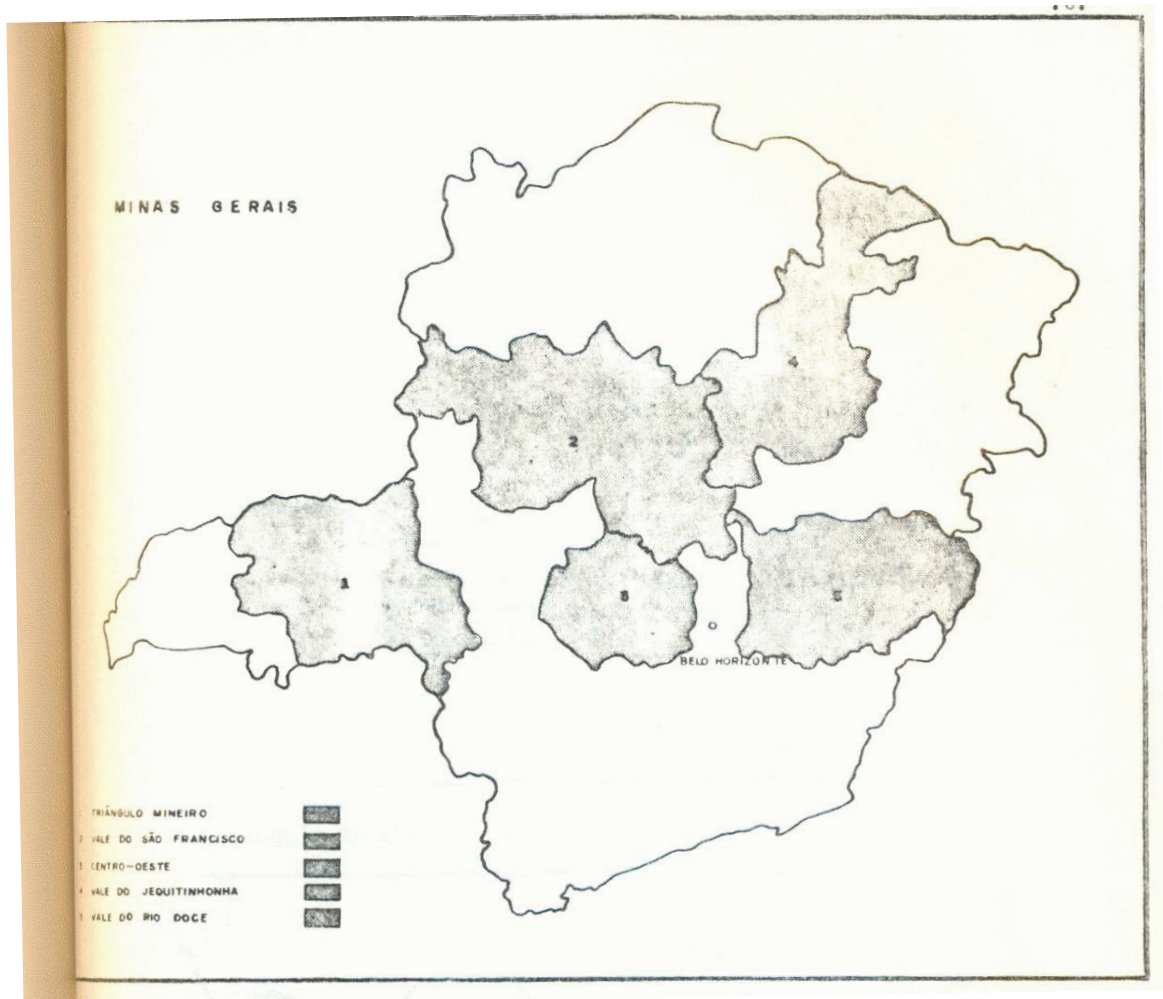 MINAS GERAIS
4
2
1
3
5
BELO HORIZONTE
TRIÂNGULO MINEIRO
VALE DO SÃO FRANCISCO
CENTRO-OESTE
VALE DO JEQUITINHONHA
VALE DO RIO DOCE